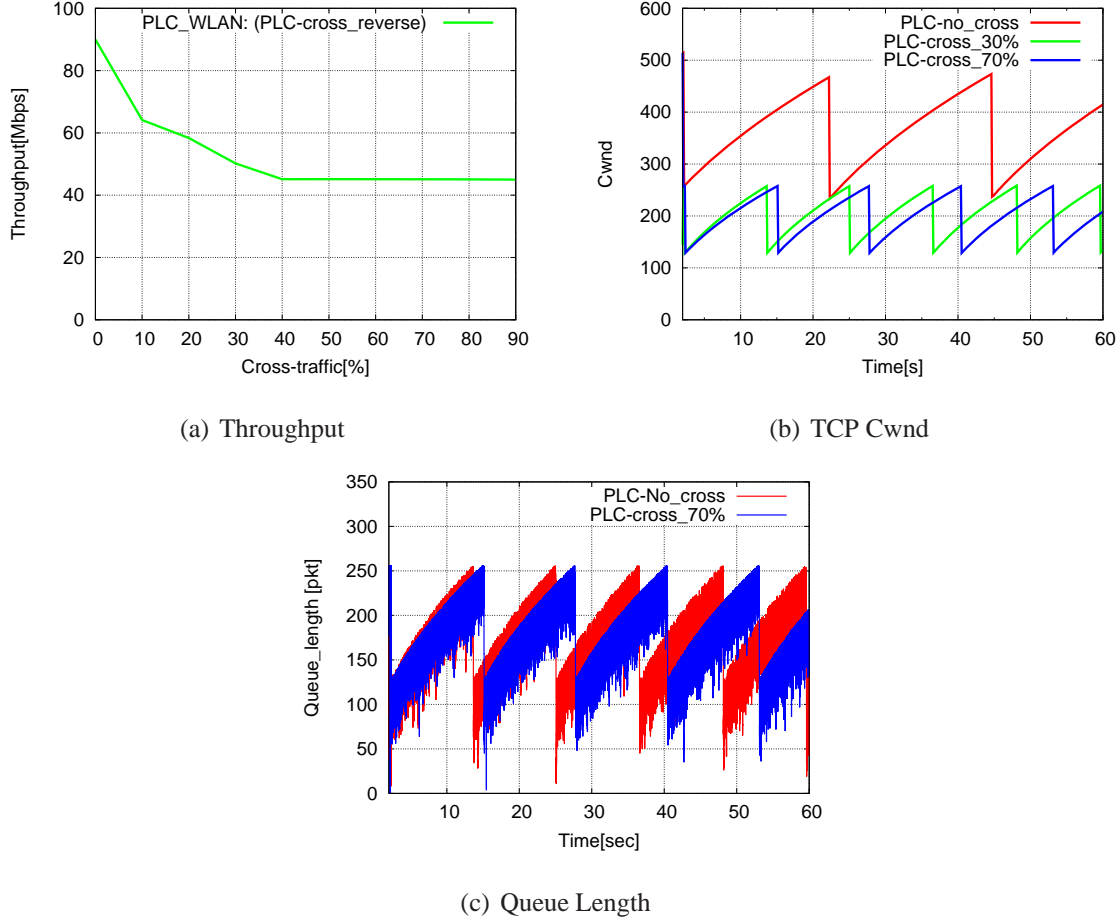 PLC_WLAN: (PLC-cross_reverse)
Throughput[Mbps]
100
80
60
40
20
0
0 10 20 30 40 50 60 70 80 90
Cross-traffic[%]
(a) Throughput
PLC-no_cross
PLC-cross_30%
PLC-cross_70%
Cwnd
600
500
400
300
200
100
0
10 20 30 40 50 60
Time[s]
(b) TCP Cwnd
PLC-No_cross
PLC-cross_70%
Queue_length [pkt]
350
300
250
200
150
100
50
0
10 20 30 40 50 60
Time[sec]
(c) Queue Length